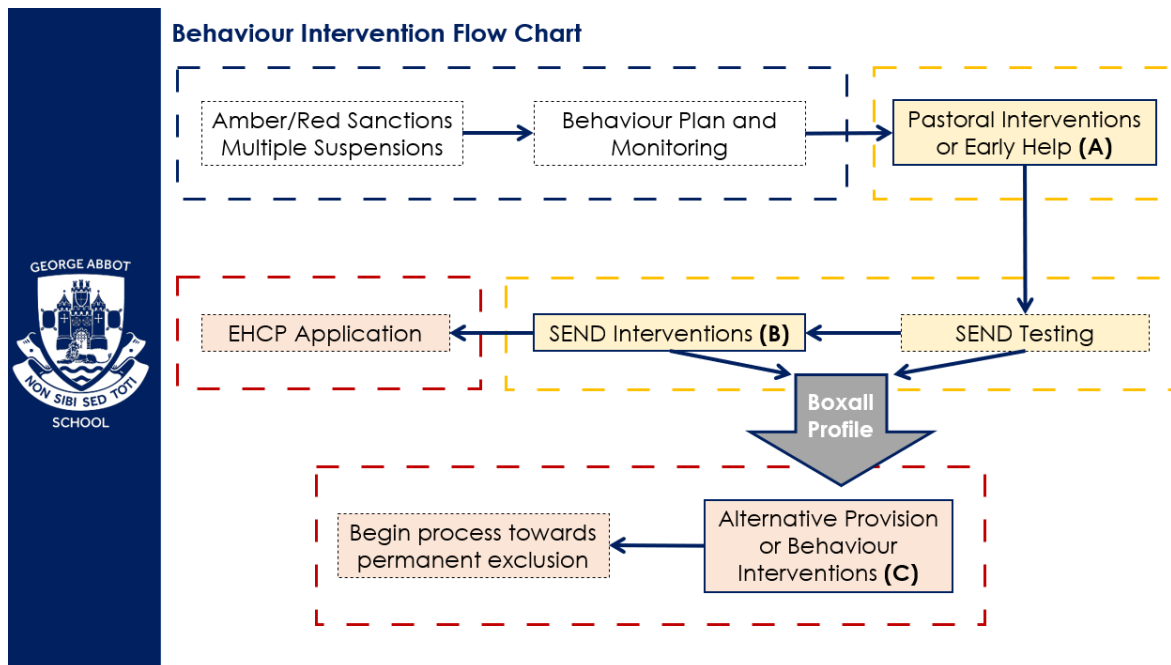 Behaviour Intervention Flow Chart
Amber/Red Sanctions
Multiple Suspensions
Behaviour Plan and
Monitoring
Pastoral Interventions
or Early Help (A)
GEORGE ABBOT
NON SIBI SED TOTI
SCHOOL
EHCP Application
SEND Interventions (B)
SEND Testing
Boxall
Profile
Begin process towards
permanent exclusion
Alternative Provision
or Behaviour
Interventions (C)